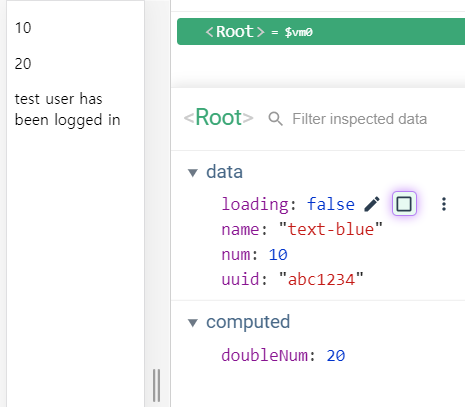 10
20
test user has
been logged in
<Root> = $vm0
<Root> Filter inspected data
data
loading: false
name: "text-blue"
num: 10
uuid: "abc1234"
computed
doubleNum: 20